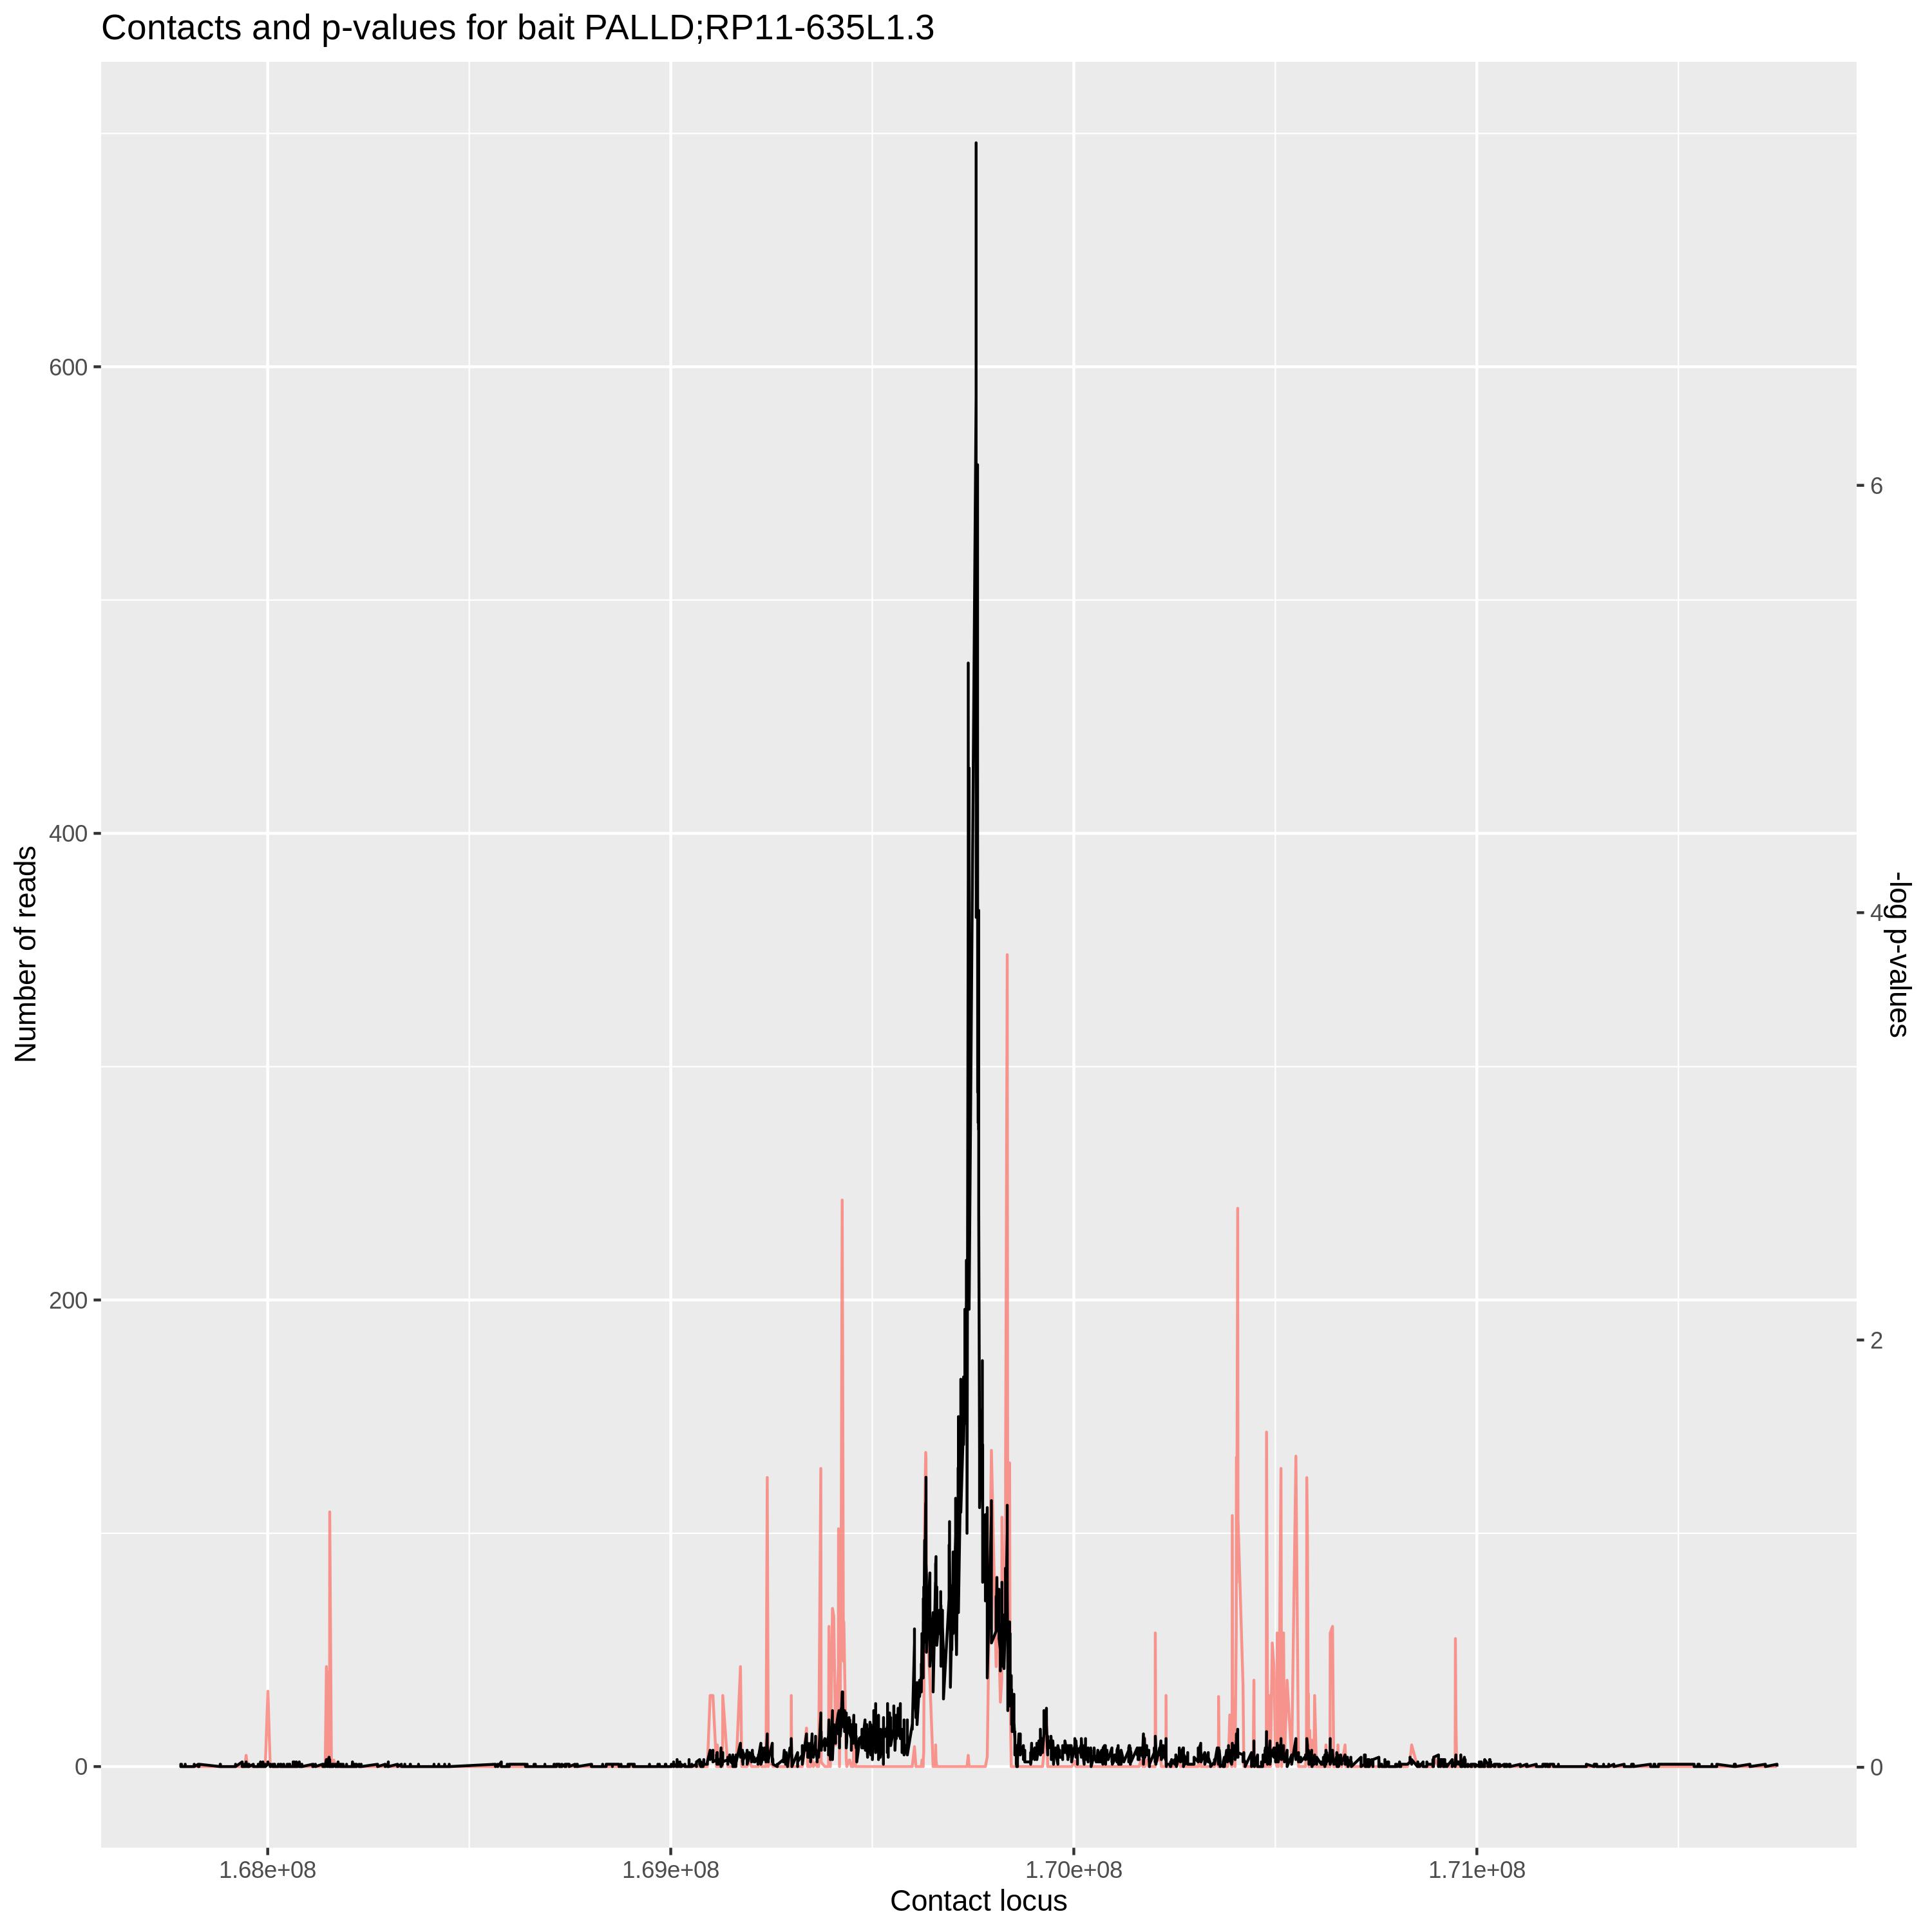 Contacts and p-values for bait PALLD;RP11-635L1.3
600
400
200
0
Number of reads
6
4
2
0
-log p-values
1.68e+08
1.69e+08
1.70e+08
1.71e+08
Contact locus